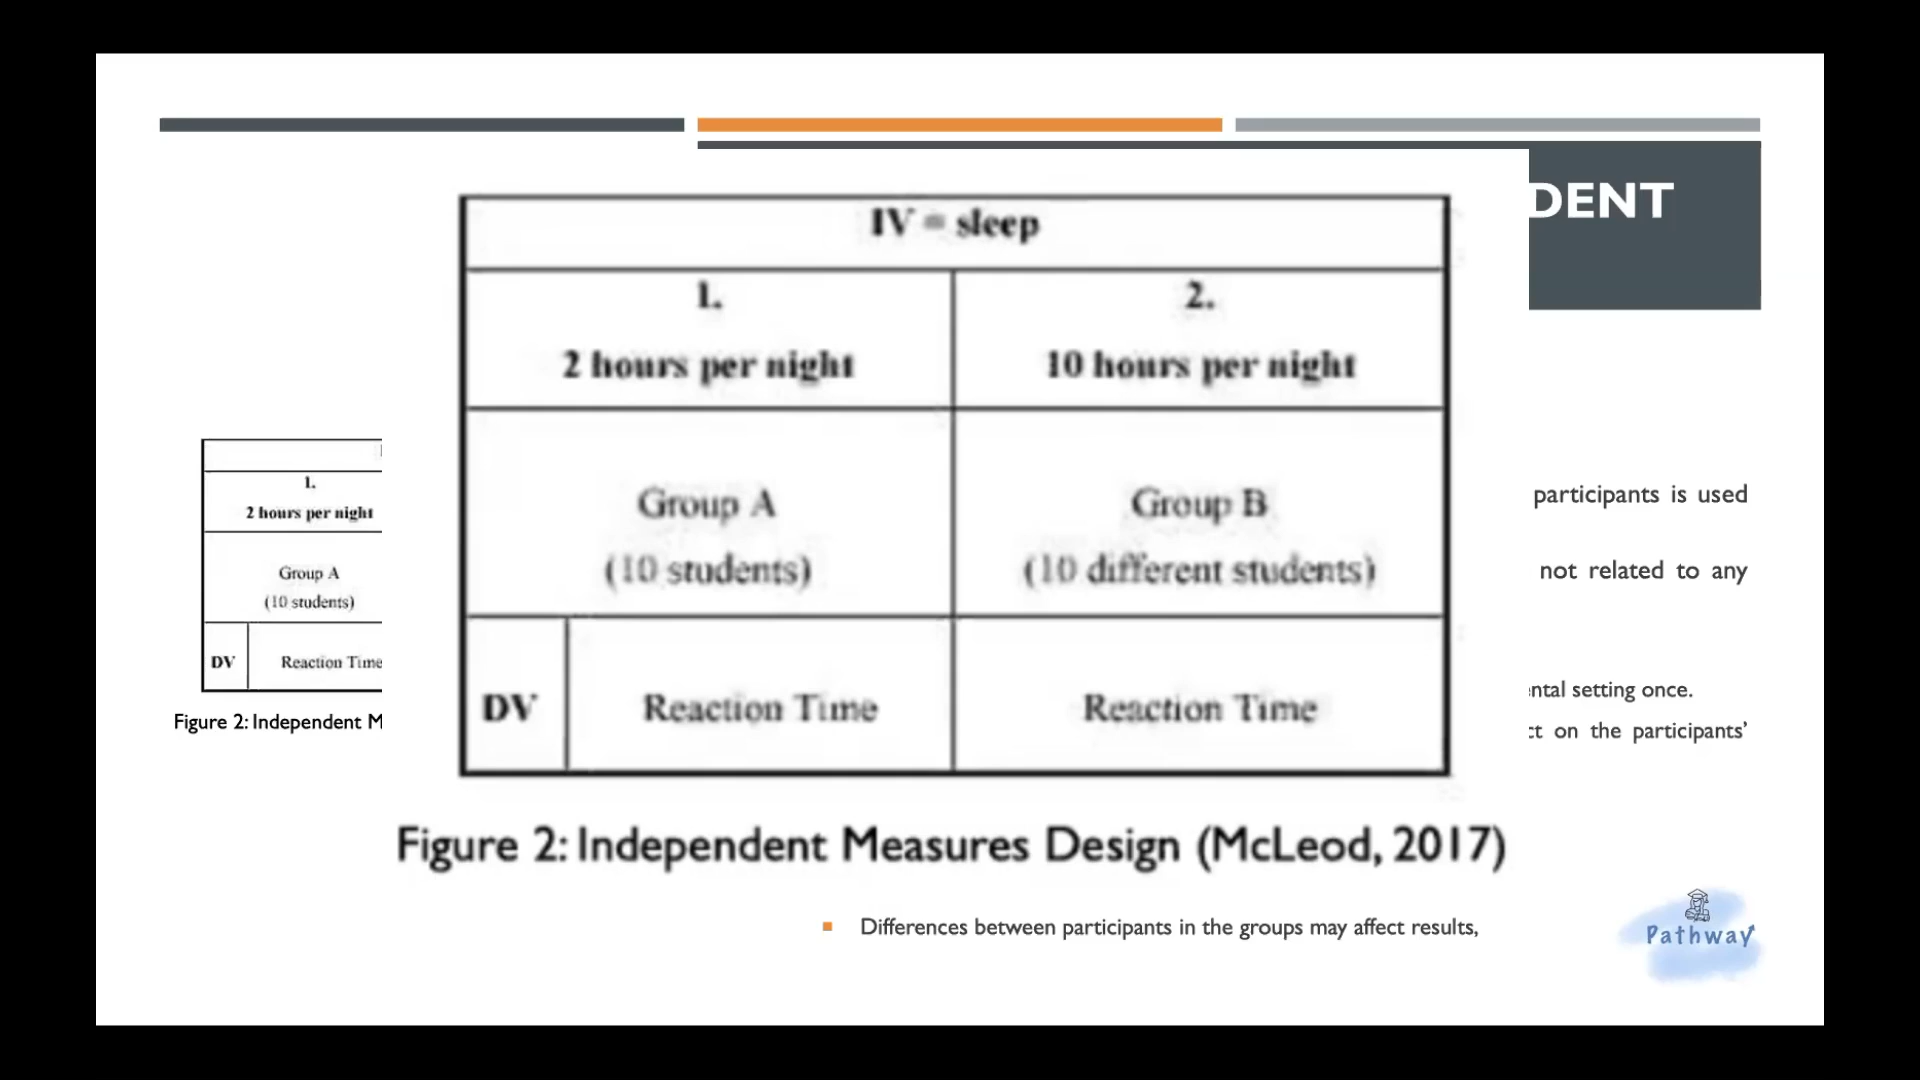 DENT
IV = sleep
1.
2.
2 hours per night
10 hours per night
Group A
(10 students)
Group B
(10 different students)
DV
Reaction Time
Reaction Time
Figure 2: Independent Measures Design (McLeod, 2017)
1.
2 hours per night
Group A
(10 students)
DV
Reaction Time
Figure 2: Independent M
participants is used
not related to any
ntal setting once.
ct on the participants'
Differences between participants in the groups may affect results,
Pathway